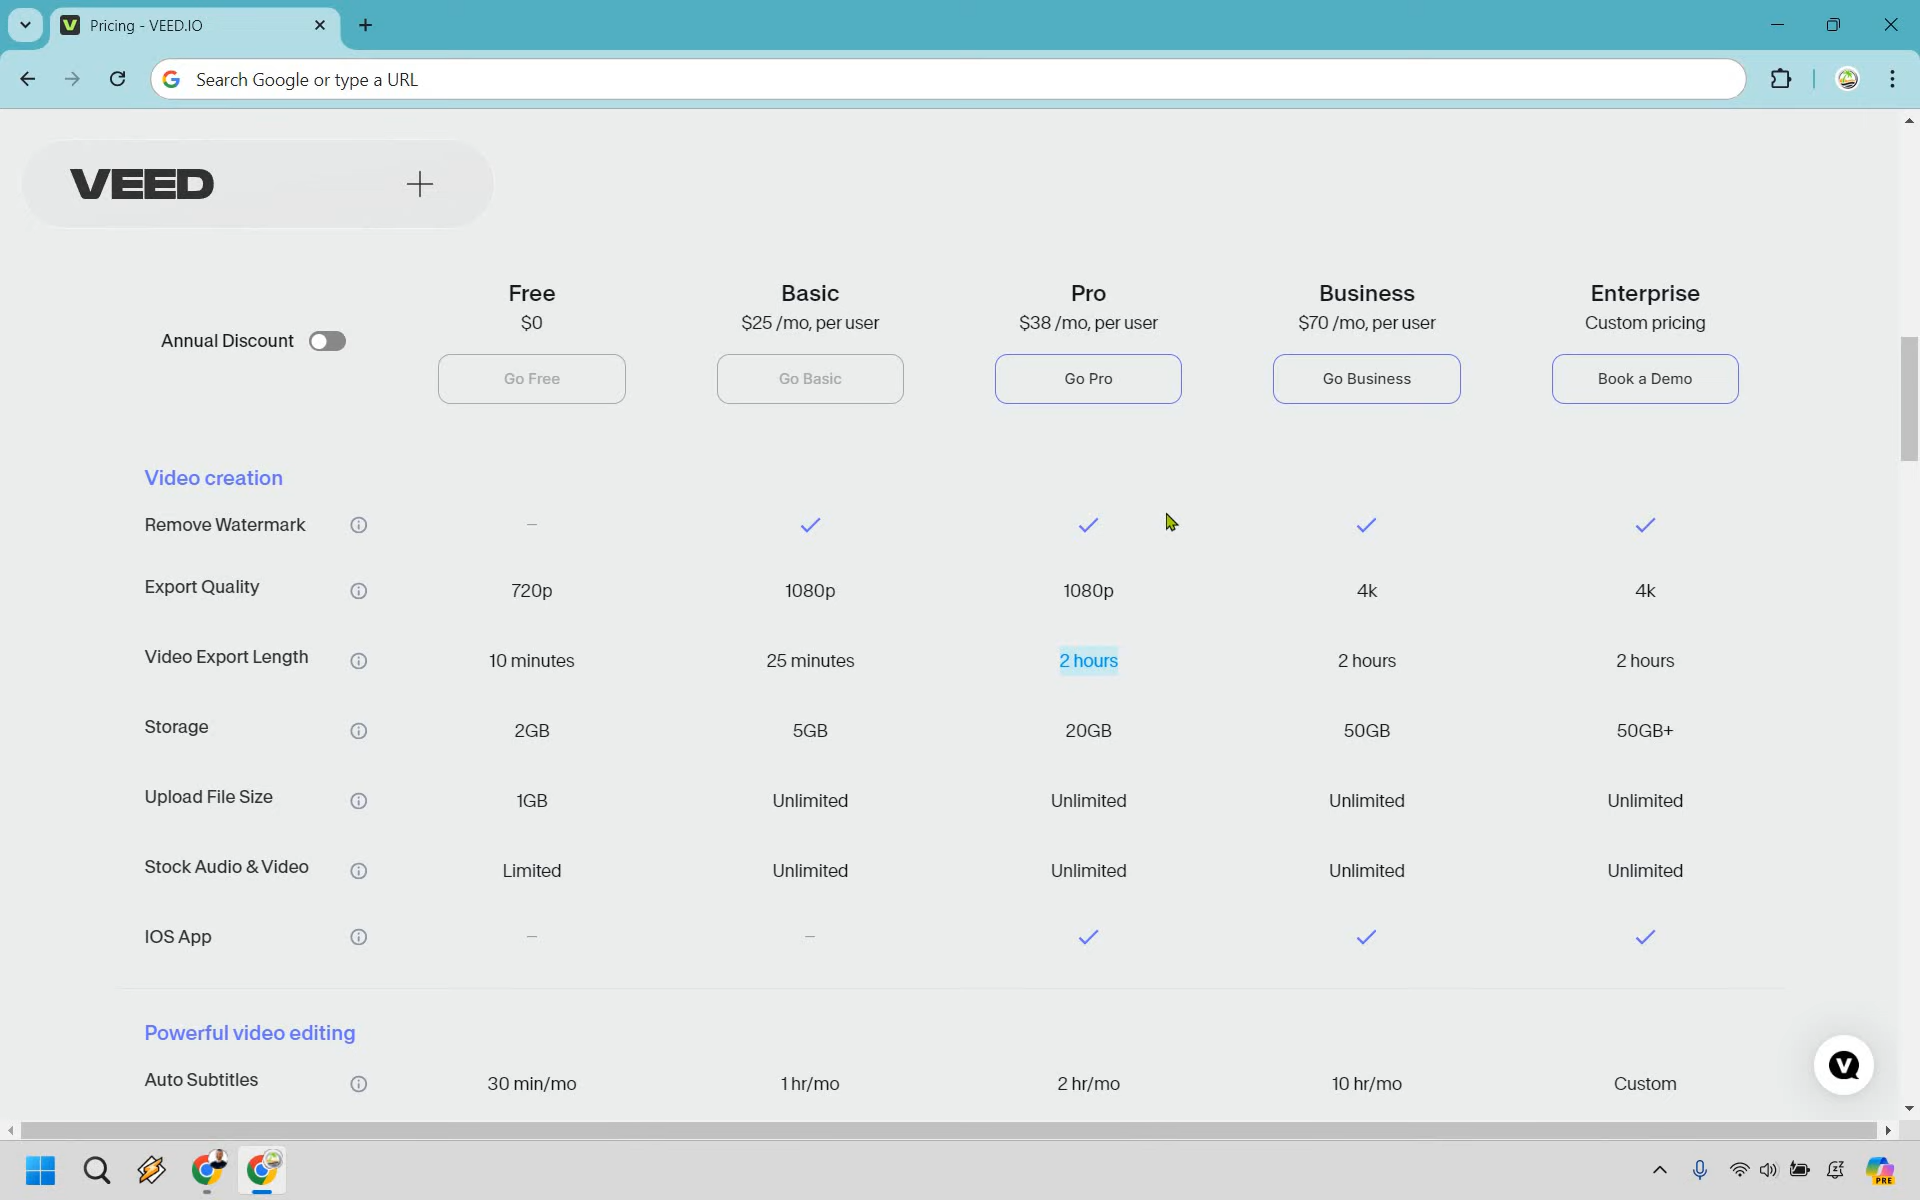 Pricing - VEED.IO
Search Google or type a URL
VEED
Free Basic Pro Business Enterprise
$0 $25 /mo, per user $38 /mo, per user $70 /mo, per user Custom pricing
Annual Discount
Go Free Go Basic Go Pro Go Business Book a Demo
Video creation
Remove Watermark –
Export Quality 720p 1080p 1080p 4k 4k
Video Export Length 10 minutes 25 minutes 2 hours 2 hours 2 hours
Storage 2GB 5GB 20GB 50GB 50GB+
Upload File Size 1GB Unlimited Unlimited Unlimited Unlimited
Stock Audio & Video Limited Unlimited Unlimited Unlimited Unlimited
IOS App – –
Powerful video editing
Auto Subtitles 30 min/mo 1 hr/mo 2 hr/mo 10 hr/mo Custom
V
PRE